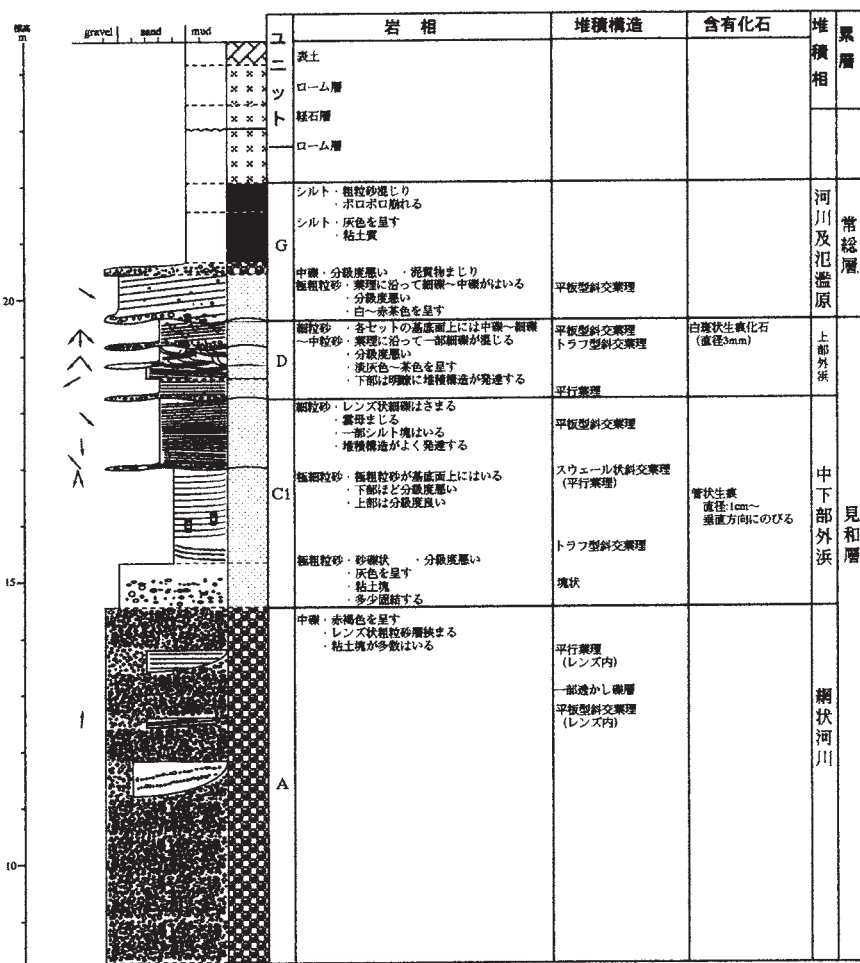 標高
m
gravel
sand
mud
ユニット
岩 相
堆積構造
含有化石
堆積相
累層
表土
ローム層
軽石層
ローム層
シルト・粗粒砂混じり
・ボロボロ崩れる
シルト・灰色を呈す
・粘土質
G
中礫・分級度悪い ・泥質物まじり
極粗粒砂・葉理に沿って細礫〜中礫がはいる
・分級度悪い
・白〜赤茶色を呈す
平板型斜交葉理
河川及氾濫原
常総層
20
細粒砂・各セットの基底面上には中礫〜細礫
〜中粒砂・葉理に沿って一部細礫が混じる
・分級度悪い
・淡灰色〜茶色を呈す
・下部は明瞭に堆積構造が発達する
D
平板型斜交葉理
トラフ型斜交葉理
平行葉理
白斑状生痕化石
(直径3mm)
上部外浜
細粒砂・レンズ状細礫はさまる
・雲母まじる
・一部シルト塊はいる
・堆積構造がよく発達する
平板型斜交葉理
極細粒砂・極粗粒砂が基底面上にはいる
・下部ほど分級度悪い
・上部は分級度良い
C1
スウェール状斜交葉理
(平行葉理)
管状生痕
直径:1cm〜
垂直方向にのびる
トラフ型斜交葉理
中下部外浜
見和層
極粗粒砂・砂礫状 ・分級度悪い
・灰色を呈す
・粘土塊
・多少固結する
塊状
15
中礫・赤褐色を呈す
・レンズ状粗粒砂層挟まる
・粘土塊が多数はいる
平行葉理
(レンズ内)
一部透かし礫層
平板型斜交葉理
(レンズ内)
網状河川
A
10